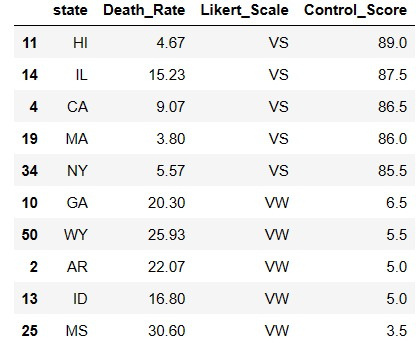 state Death_Rate Likert_Scale Control_Score
11 HI 4.67 VS 89.0
14 IL 15.23 VS 87.5
4 CA 9.07 VS 86.5
19 MA 3.80 VS 86.0
34 NY 5.57 VS 85.5
10 GA 20.30 VW 6.5
50 WY 25.93 VW 5.5
2 AR 22.07 VW 5.0
13 ID 16.80 VW 5.0
25 MS 30.60 VW 3.5